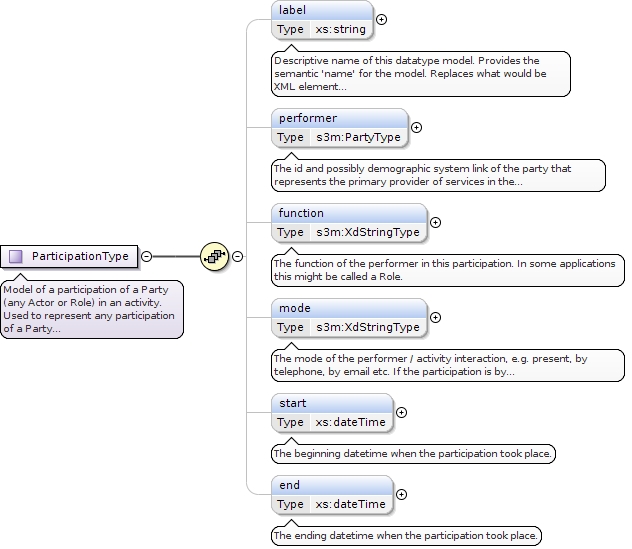 label
Type xs:string
Descriptive name of this datatype model. Provides the
semantic 'name' for the model. Replaces what would be
XML element...
performer
Type s3m:PartyType
The id and possibly demographic system link of the party that
represents the primary provider of services in the...
function
Type s3m:XdStringType
The function of the performer in this participation. In some applications
this might be called a Role.
ParticipationType
Model of a participation of a Party
(any Actor or Role) in an activity.
Used to represent any participation
of a Party...
mode
Type s3m:XdStringType
The mode of the performer / activity interaction, e.g. present, by
telephone, by email etc. If the participation is by...
start
Type xs:dateTime
The beginning datetime when the participation took place.
end
Type xs:dateTime
The ending datetime when the participation took place.